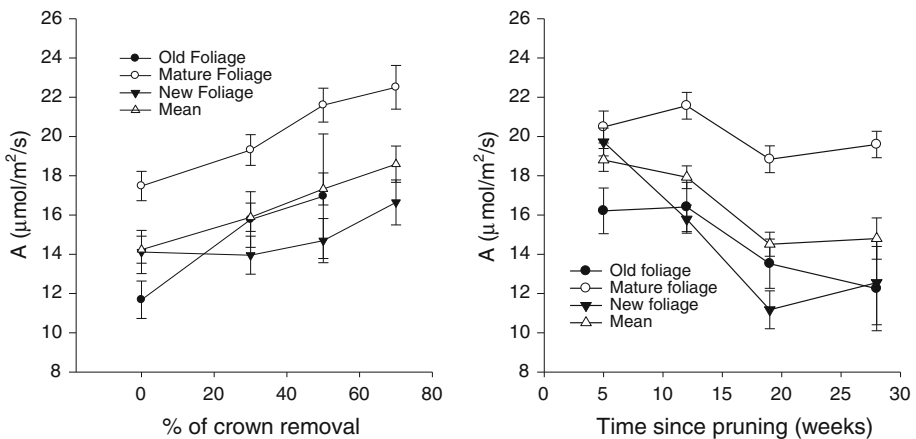 26
24
22
20
18
16
14
12
10
8
A (μmol/m²/s)
Old Foliage
Mature Foliage
New Foliage
Mean
0 20 40 60 80
% of crown removal
26
24
22
20
18
16
14
12
10
8
A (μ mol/m²/s)
Old foliage
Mature foliage
New foliage
Mean
0 5 10 15 20 25 30
Time since pruning (weeks)